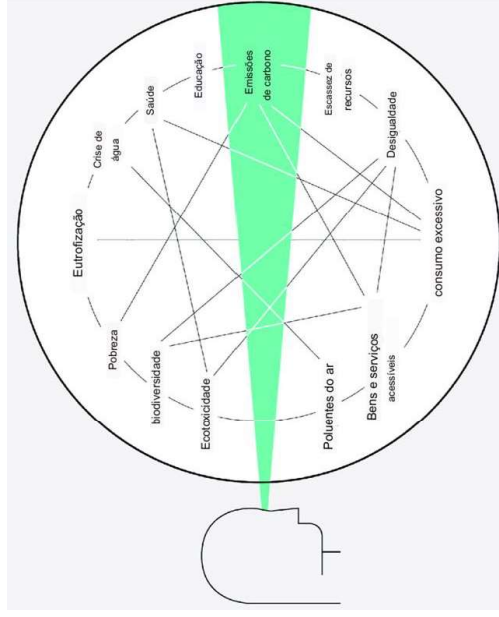 Emissões
de carbono
Educação
Saúde
Crise de
água
Eutrofização
Pobreza
biodiversidade
Ecotoxicidade
Poluentes do ar
Bens e serviços
acessíveis
consumo excessivo
Desigualdade
Escassez de
recursos